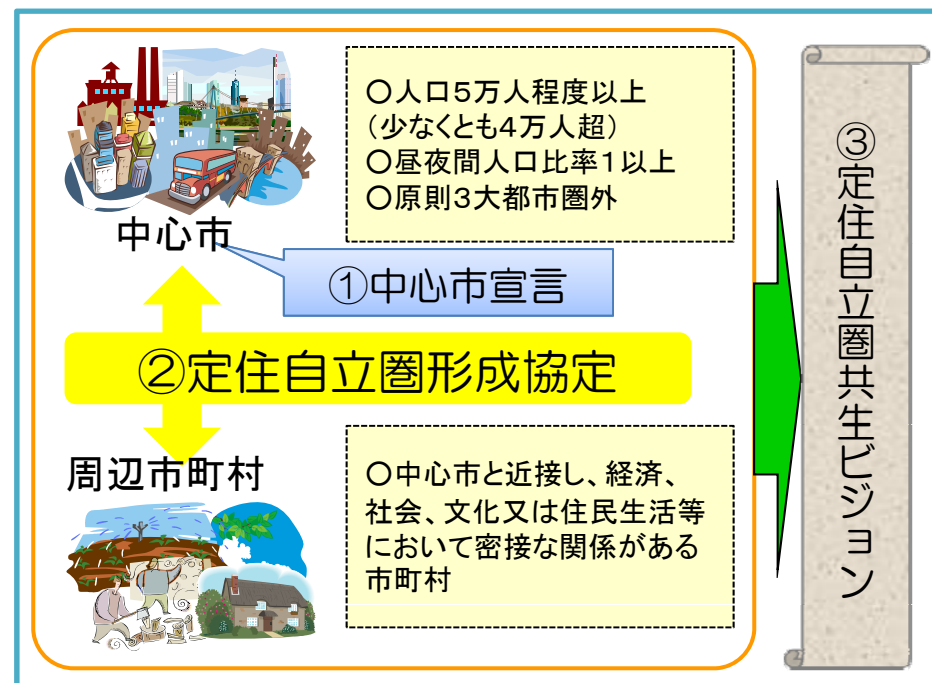 〇人口５万人程度以上
（少なくとも４万人超）
〇昼夜間人口比率１以上
〇原則３大都市圏外
中心市
①中心市宣言
②定住自立圏形成協定
周辺市町村
〇中心市と近接し、経済、
社会、文化又は住民生活等
において密接な関係がある
市町村
③定住自立圏共生ビジョン